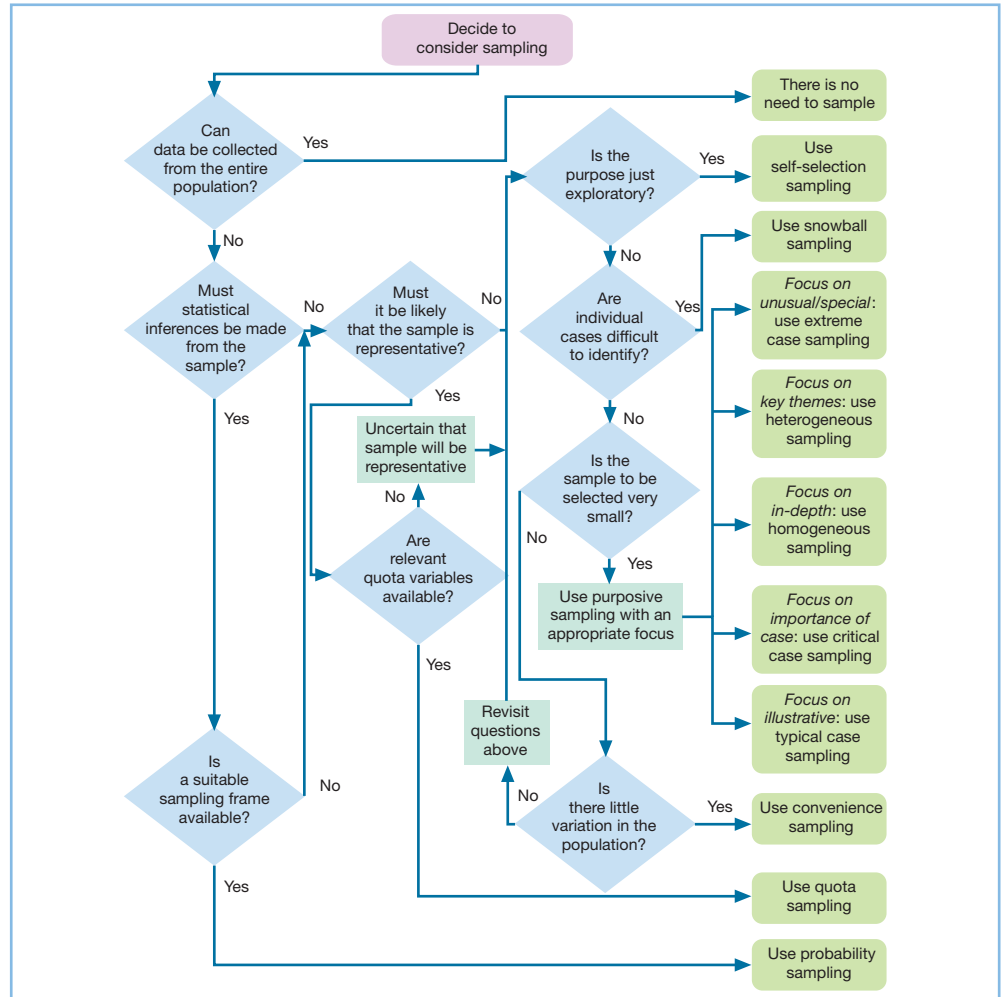 Decide to
consider sampling
Can
data be collected
from the entire
population?
Yes
There is no
need to sample
No
Is the
purpose just
exploratory?
Yes
Use
self-selection
sampling
No
Must
statistical
inferences be made
from the
sample?
No
Must
it be likely
that the sample is
representative?
No
Are
individual
cases difficult
to identify?
Yes
Use snowball
sampling
Focus on
unusual/special: 
use extreme
case sampling
Yes
Yes
No
Uncertain that
sample will be
representative
Is the
sample to be
selected very
small?
Focus on
key themes: use
heterogeneous
sampling
No
Are
relevant
quota variables
available?
No
Yes
Use purposive
sampling with an
appropriate focus
Focus on
in-depth: use
homogeneous
sampling
Focus on
importance of
case: use critical
case sampling
Yes
Revisit
questions
above
Focus on
illustrative: use
typical case
sampling
Is
a suitable
sampling frame
available?
No
No
Is
there little
variation in the
population?
Yes
Use convenience
sampling
Yes
Use quota
sampling
Use probability
sampling